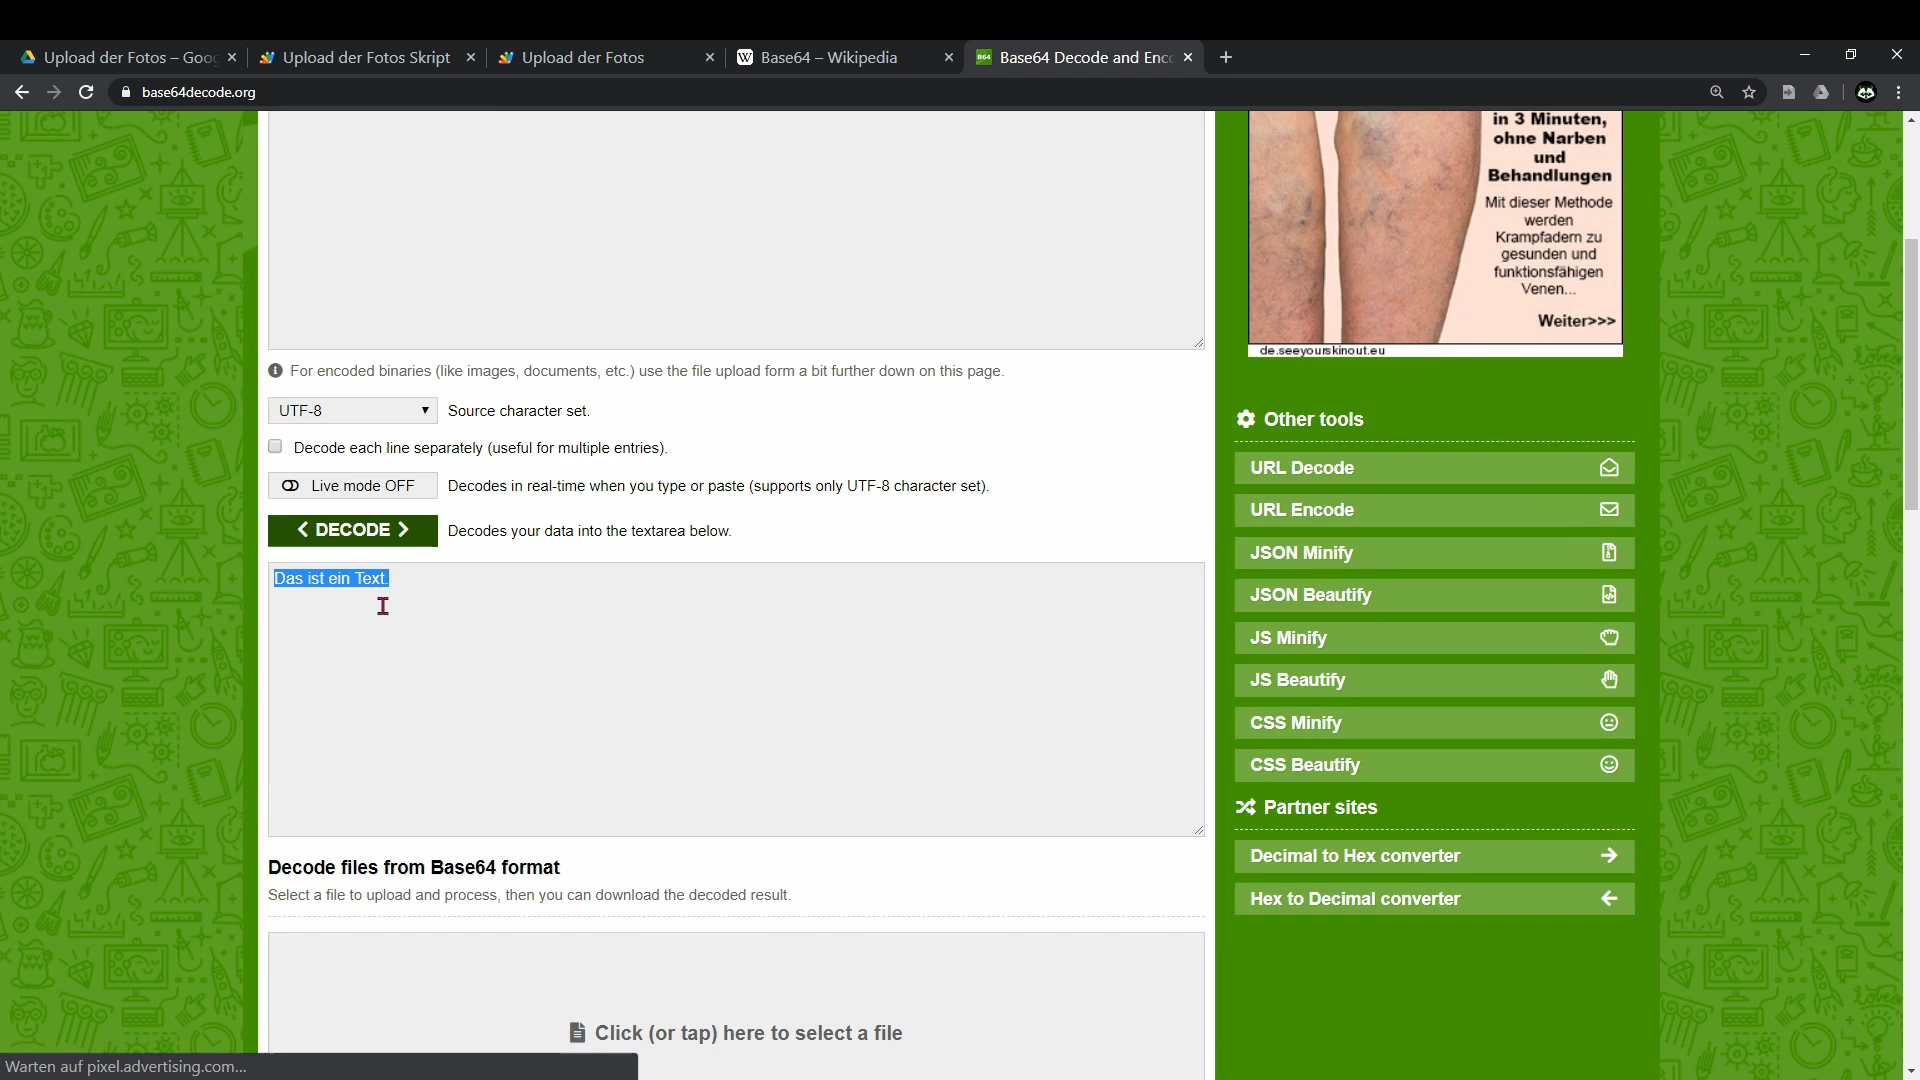 Upload der Fotos – Goog
Upload der Fotos Skript
Upload der Fotos
W Base64 – Wikipedia
B64 Base64 Decode and Enc
base64decode.org
in 3 Minuten,
ohne Narben
und
Behandlungen
Mit dieser Methode
werden
Krampfadern zu
gesunden und
funktionsfähigen
Venen...
Weiter>>>
de.seeyourskinout.eu
For encoded binaries (like images, documents, etc.) use the file upload form a bit further down on this page.
UTF-8 Source character set.
Decode each line separately (useful for multiple entries).
Live mode OFF Decodes in real-time when you type or paste (supports only UTF-8 character set).
< DECODE > Decodes your data into the textarea below.
Das ist ein Text.
Decode files from Base64 format
Select a file to upload and process, then you can download the decoded result.
Click (or tap) here to select a file
Other tools
URL Decode
URL Encode
JSON Minify
JSON Beautify
JS Minify
JS Beautify
CSS Minify
CSS Beautify
Partner sites
Decimal to Hex converter
Hex to Decimal converter
Warten auf pixel.advertising.com...